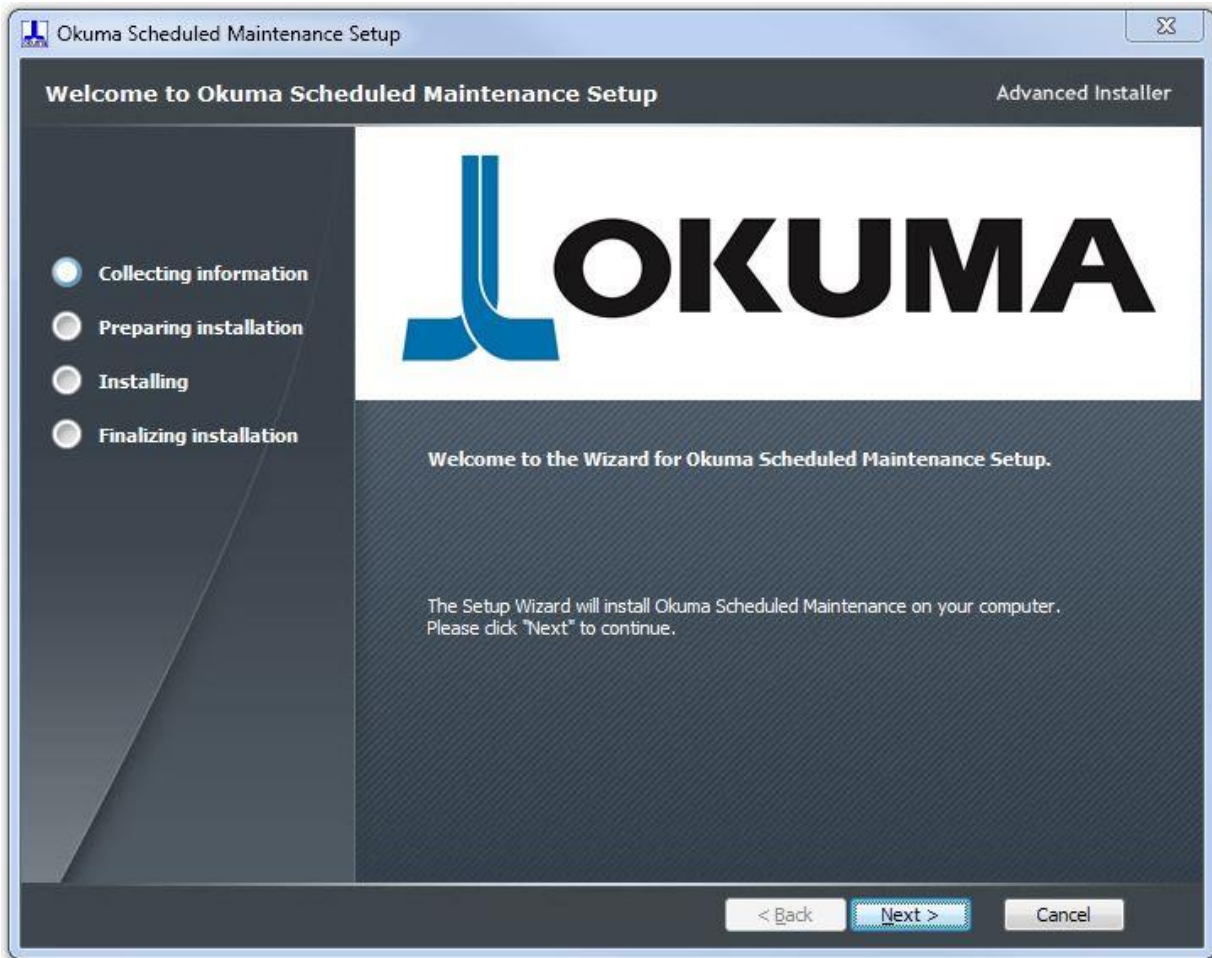 Okuma Scheduled Maintenance Setup
Welcome to Okuma Scheduled Maintenance Setup
Advanced Installer
OKUMA
Collecting information
Preparing installation
Installing
Finalizing installation
Welcome to the Wizard for Okuma Scheduled Maintenance Setup.
The Setup Wizard will install Okuma Scheduled Maintenance on your computer.
Please click "Next" to continue.
< Back
Next >
Cancel